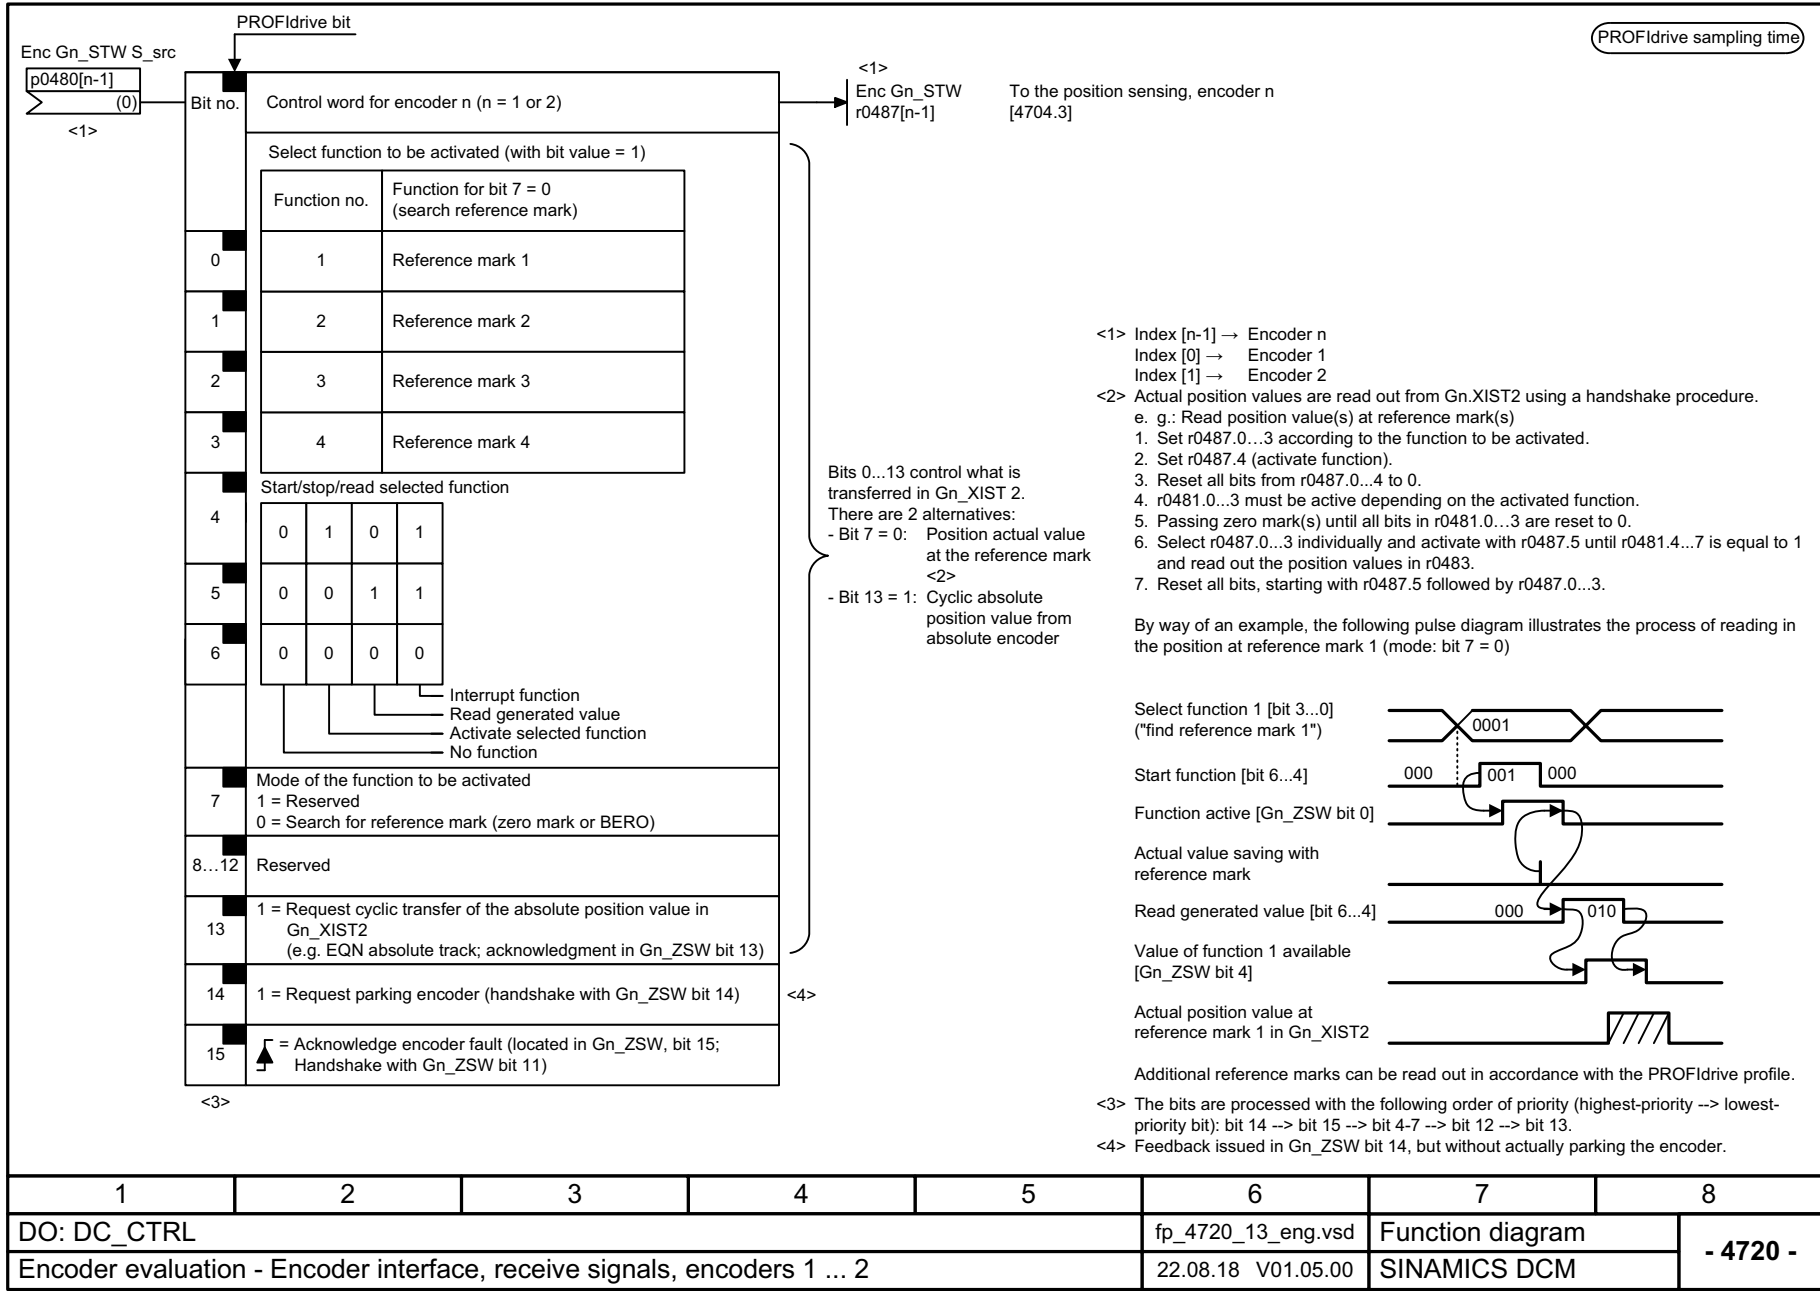 PROFIdrive bit
PROFIdrive sampling time
Enc Gn_STW S_src
p0480[n-1]
(0)
<1>
Bit no.
Control word for encoder n (n = 1 or 2)
<1>
Enc Gn_STW
r0487[n-1]
To the position sensing, encoder n
[4704.3]
Select function to be activated (with bit value = 1)
Function no.
Function for bit 7 = 0
(search reference mark)
0
1
Reference mark 1
1
2
Reference mark 2
2
3
Reference mark 3
3
4
Reference mark 4
Start/stop/read selected function
4
0 1 0 1
5
0 0 1 1
6
0 0 0 0
Interrupt function
Read generated value
Activate selected function
No function
7
Mode of the function to be activated
1 = Reserved
0 = Search for reference mark (zero mark or BERO)
8…12
Reserved
13
1 = Request cyclic transfer of the absolute position value in
Gn_XIST2
(e.g. EQN absolute track; acknowledgment in Gn_ZSW bit 13)
14
1 = Request parking encoder (handshake with Gn_ZSW bit 14)
<4>
15
= Acknowledge encoder fault (located in Gn_ZSW, bit 15;
Handshake with Gn_ZSW bit 11)
<3>
Bits 0...13 control what is
transferred in Gn_XIST 2.
There are 2 alternatives:
- Bit 7 = 0: Position actual value
at the reference mark
<2>
- Bit 13 = 1: Cyclic absolute
position value from
absolute encoder
<1> Index [n-1] → Encoder n
Index [0] → Encoder 1
Index [1] → Encoder 2
<2> Actual position values are read out from Gn.XIST2 using a handshake procedure.
e. g.: Read position value(s) at reference mark(s)
1. Set r0487.0…3 according to the function to be activated.
2. Set r0487.4 (activate function).
3. Reset all bits from r0487.0...4 to 0.
4. r0481.0...3 must be active depending on the activated function.
5. Passing zero mark(s) until all bits in r0481.0…3 are reset to 0.
6. Select r0487.0...3 individually and activate with r0487.5 until r0481.4...7 is equal to 1
and read out the position values in r0483.
7. Reset all bits, starting with r0487.5 followed by r0487.0...3.
By way of an example, the following pulse diagram illustrates the process of reading in
the position at reference mark 1 (mode: bit 7 = 0)
Select function 1 [bit 3...0]
("find reference mark 1")
0001
Start function [bit 6...4]
000 001 000
Function active [Gn_ZSW bit 0]
Actual value saving with
reference mark
Read generated value [bit 6...4]
000 010
Value of function 1 available
[Gn_ZSW bit 4]
Actual position value at
reference mark 1 in Gn_XIST2
Additional reference marks can be read out in accordance with the PROFIdrive profile.
<3> The bits are processed with the following order of priority (highest-priority --> lowest-
priority bit): bit 14 --> bit 15 --> bit 4-7 --> bit 12 --> bit 13.
<4> Feedback issued in Gn_ZSW bit 14, but without actually parking the encoder.
1 2 3 4 5 6 7 8
DO: DC_CTRL
fp_4720_13_eng.vsd
Function diagram
- 4720 -
Encoder evaluation - Encoder interface, receive signals, encoders 1 ... 2
22.08.18 V01.05.00
SINAMICS DCM